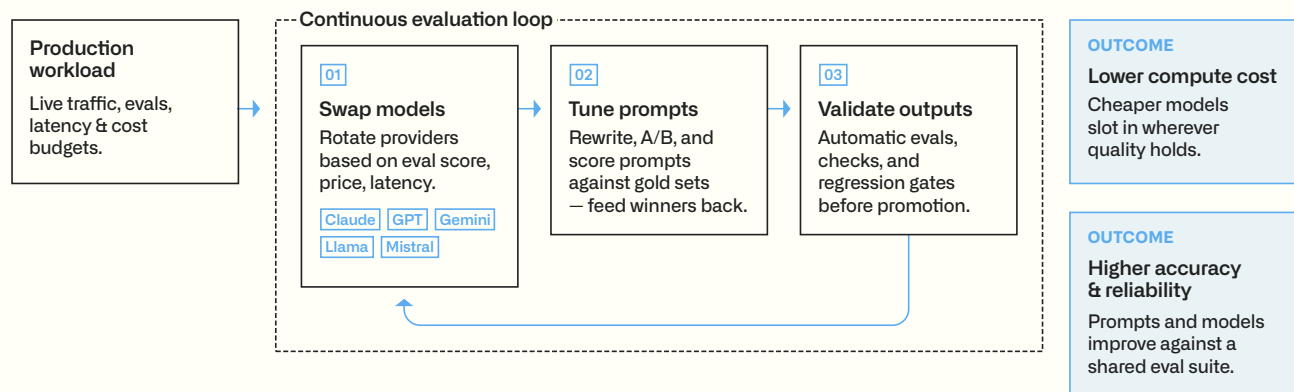 Continuous evaluation loop
Production
workload
Live traffic, evals,
latency & cost
budgets.
01
Swap models
Rotate providers
based on eval score,
price, latency.
Claude GPT Gemini
Llama Mistral
02
Tune prompts
Rewrite, A/B, and
score prompts
against gold sets
— feed winners back.
03
Validate outputs
Automatic evals,
checks, and
regression gates
before promotion.
OUTCOME
Lower compute cost
Cheaper models
slot in wherever
quality holds.
OUTCOME
Higher accuracy
& reliability
Prompts and models
improve against a
shared eval suite.